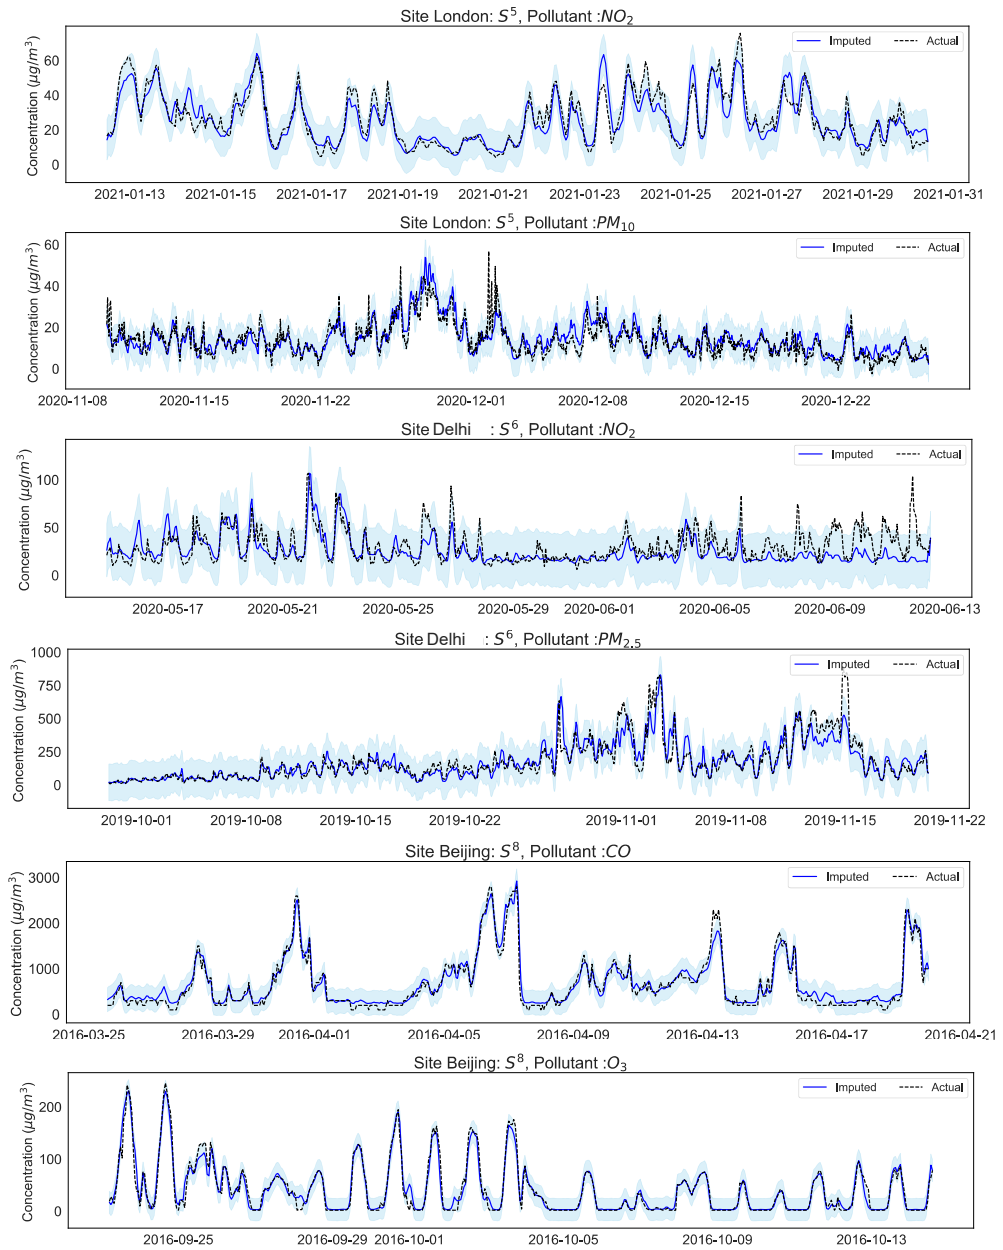 Site London: S⁵, Pollutant :NO₂
Concentration (μg/m³)
60
40
20
0
Imputed
Actual
2021-01-13 2021-01-15 2021-01-17 2021-01-19 2021-01-21 2021-01-23 2021-01-25 2021-01-27 2021-01-29 2021-01-31
Site London: S⁵, Pollutant :PM₁₀
Concentration (μg/m³)
60
40
20
0
Imputed
Actual
2020-11-08 2020-11-15 2020-11-22 2020-12-01 2020-12-08 2020-12-15 2020-12-22
Site Delhi : S⁶, Pollutant :NO₂
Concentration (μg/m³)
100
50
0
Imputed
Actual
2020-05-17 2020-05-21 2020-05-25 2020-05-29 2020-06-01 2020-06-05 2020-06-09 2020-06-13
Site Delhi : S⁶, Pollutant :PM₂.₅
Concentration (μg/m³)
1000
750
500
250
0
Imputed
Actual
2019-10-01 2019-10-08 2019-10-15 2019-10-22 2019-11-01 2019-11-08 2019-11-15 2019-11-22
Site Beijing: S⁸, Pollutant :CO
Concentration (μg/m³)
3000
2000
1000
0
Imputed
Actual
2016-03-25 2016-03-29 2016-04-01 2016-04-05 2016-04-09 2016-04-13 2016-04-17 2016-04-21
Site Beijing: S⁸, Pollutant :O₃
Concentration (μg/m³)
200
100
0
Imputed
Actual
2016-09-25 2016-09-29 2016-10-01 2016-10-05 2016-10-09 2016-10-13